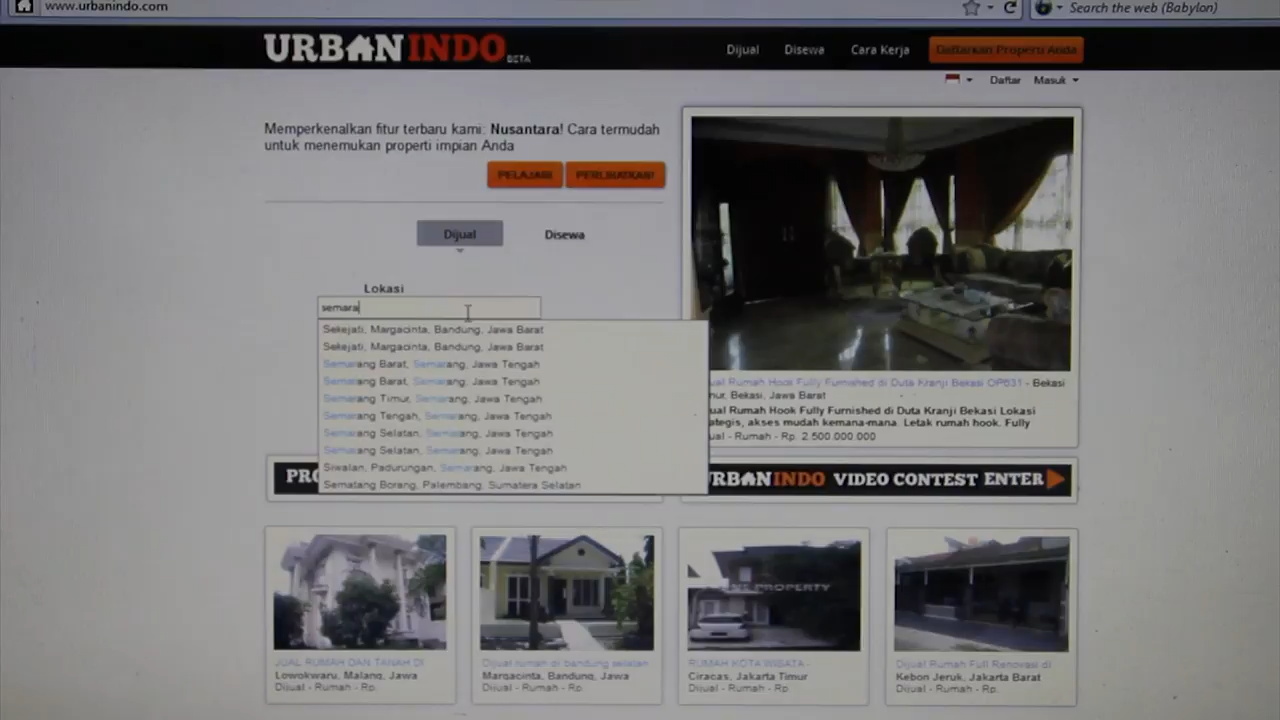 www.urbanindo.com
Search the web (Babylon)
URBANINDO BETA
Dijual
Disewa
Cara Kerja
Daftarkan Properti Anda
Daftar
Masuk
Memperkenalkan fitur terbaru kami: Nusantara! Cara termudah
untuk menemukan properti impian Anda
PELAJARI
PERLIHATKAN!
Dijual
Disewa
Lokasi
semara
Sekejati, Margacinta, Bandung, Jawa Barat
Sekejati, Margacinta, Bandung, Jawa Barat
Semarang Barat, Semarang, Jawa Tengah
Semarang Barat, Semarang, Jawa Tengah
Semarang Timur, Semarang, Jawa Tengah
Semarang Tengah, Semarang, Jawa Tengah
Semarang Selatan, Semarang, Jawa Tengah
Semarang Selatan, Semarang, Jawa Tengah
Siwalan, Padurungan, Semarang, Jawa Tengah
Sematang Borang, Palembang, Sumatera Selatan
ual Rumah Hook Fully Furnished di Duta Kranji Bekasi OP631 - Bekasi
ur, Bekasi, Jawa Barat
ual Rumah Hook Fully Furnished di Duta Kranji Bekasi Lokasi
ategis, akses mudah kemana-mana. Letak rumah hook. Fully
ual - Rumah - Rp. 2.500.000.000
PRO
URBANINDO VIDEO CONTEST ENTER
PROPERTY
JUAL RUMAH DAN TANAH DI
Lowokwaru, Malang, Jawa
Dijual - Rumah - Rp.
Dijual rumah di bandung selatan
Margacinta, Bandung, Jawa
Dijual - Rumah - Rp.
RUMAH KOTA WISATA -
Ciracas, Jakarta Timur
Dijual - Rumah - Rp.
Dijual Rumah Full Renovasi di
Kebon Jeruk, Jakarta Barat
Dijual - Rumah - Rp.